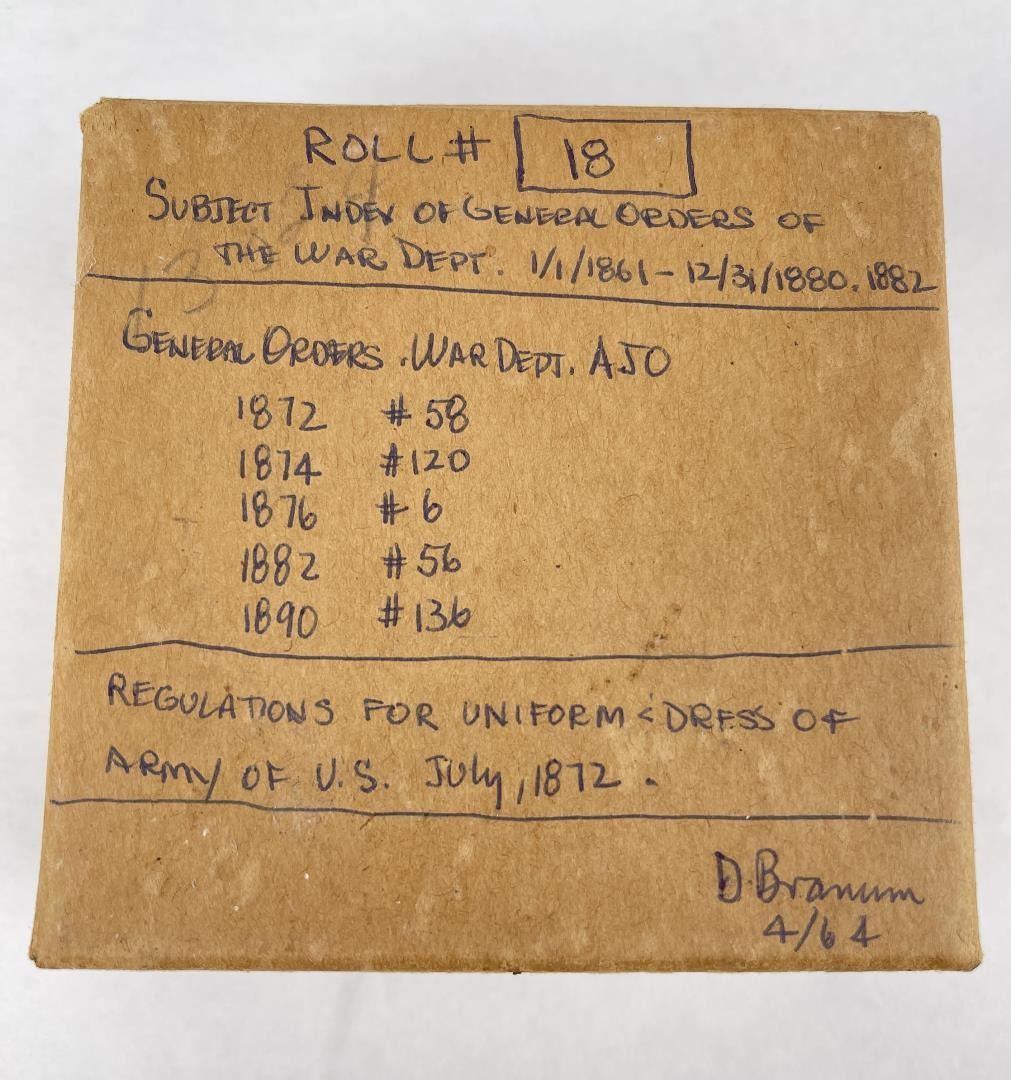 ROLL # 18
SUBJECT INDEX OF GENERAL ORDERS OF
THE WAR DEPT. 1/1/1861 - 12/31/1880. 1882
GENERAL ORDERS. WAR DEPT. AJO
1872 # 58
1874 #120
1876 # 6
1882 # 56
1890 # 136
REGULATIONS FOR UNIFORM & DRESS OF
ARMY OF U.S. July, 1872.
D. Branum
4/64